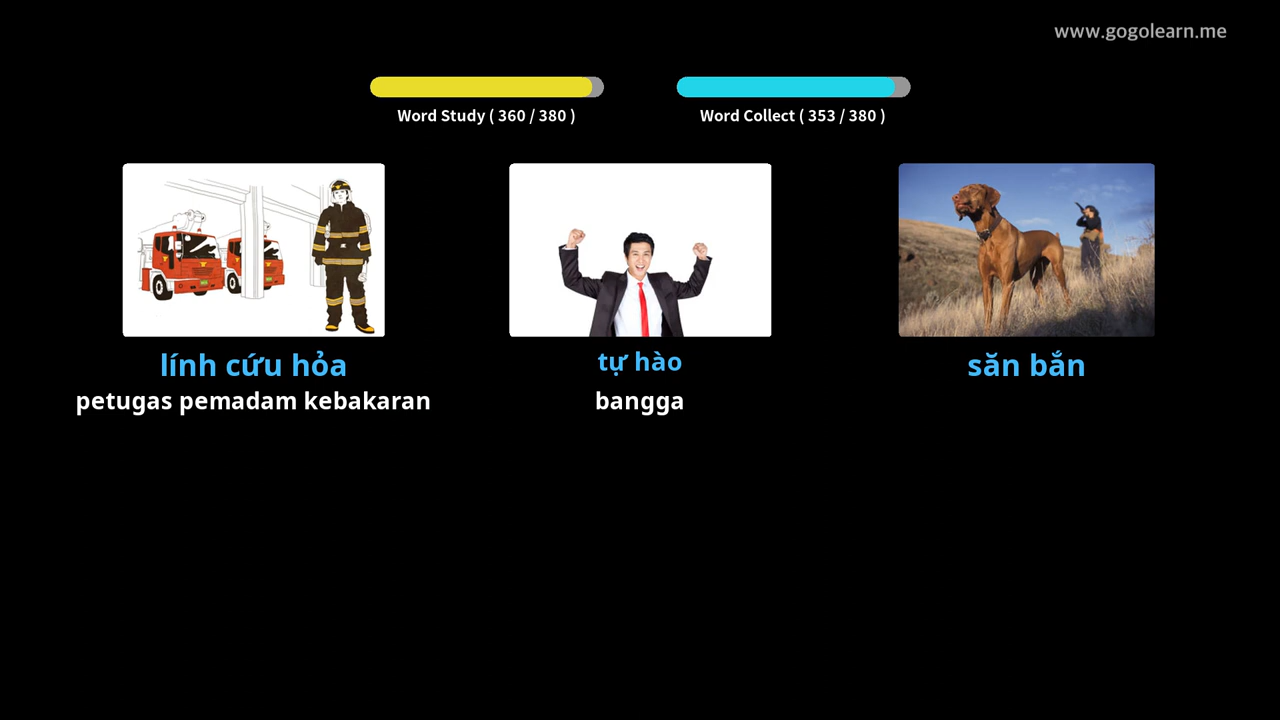 www.gogolearn.me
Word Study ( 360 / 380 )
Word Collect ( 353 / 380 )
lính cứu hỏa
petugas pemadam kebakaran
tự hào
bangga
săn bắn